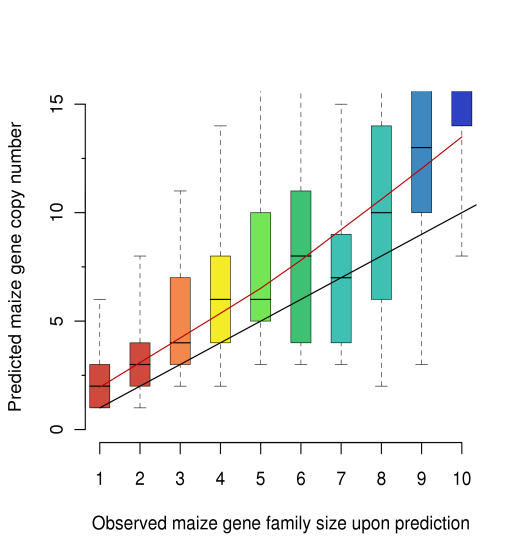 Predicted maize gene copy number
15
10
5
0
1 2 3 4 5 6 7 8 9 10
Observed maize gene family size upon prediction